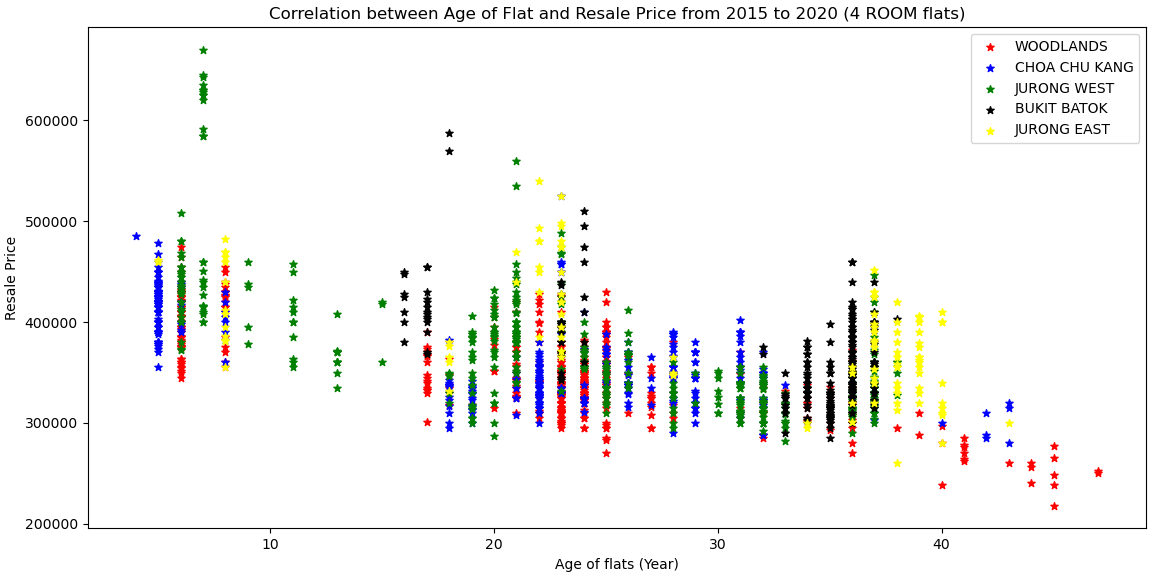 Correlation between Age of Flat and Resale Price from 2015 to 2020 (4 ROOM flats)
WOODLANDS
CHOA CHU KANG
JURONG WEST
BUKIT BATOK
JURONG EAST
Resale Price
600000
500000
400000
300000
200000
10
20
30
40
Age of flats (Year)